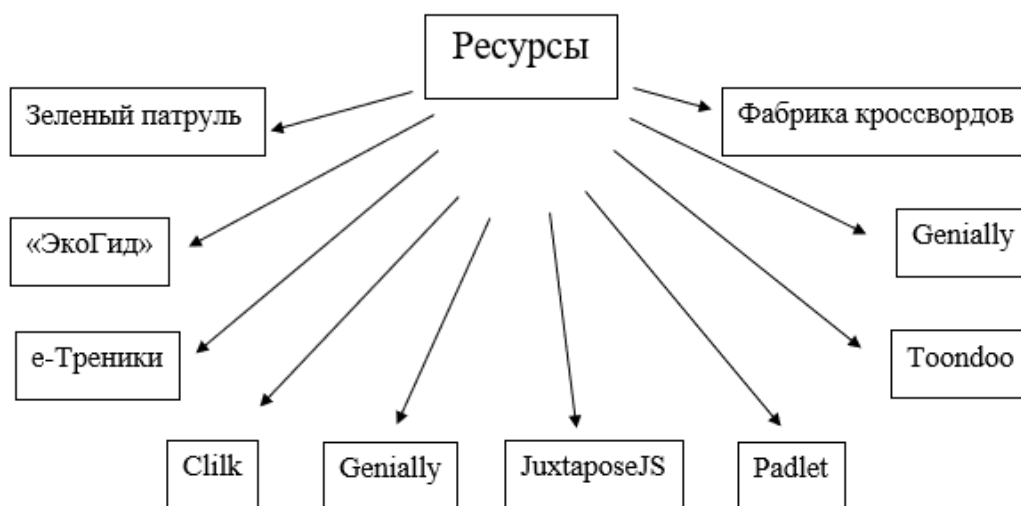 Ресурсы
Зеленый патруль
Фабрика кроссвордов
«ЭкоГид»
Genially
е-Треники
Toondoo
Clilk
Genially
JuxtaposeJS
Padlet